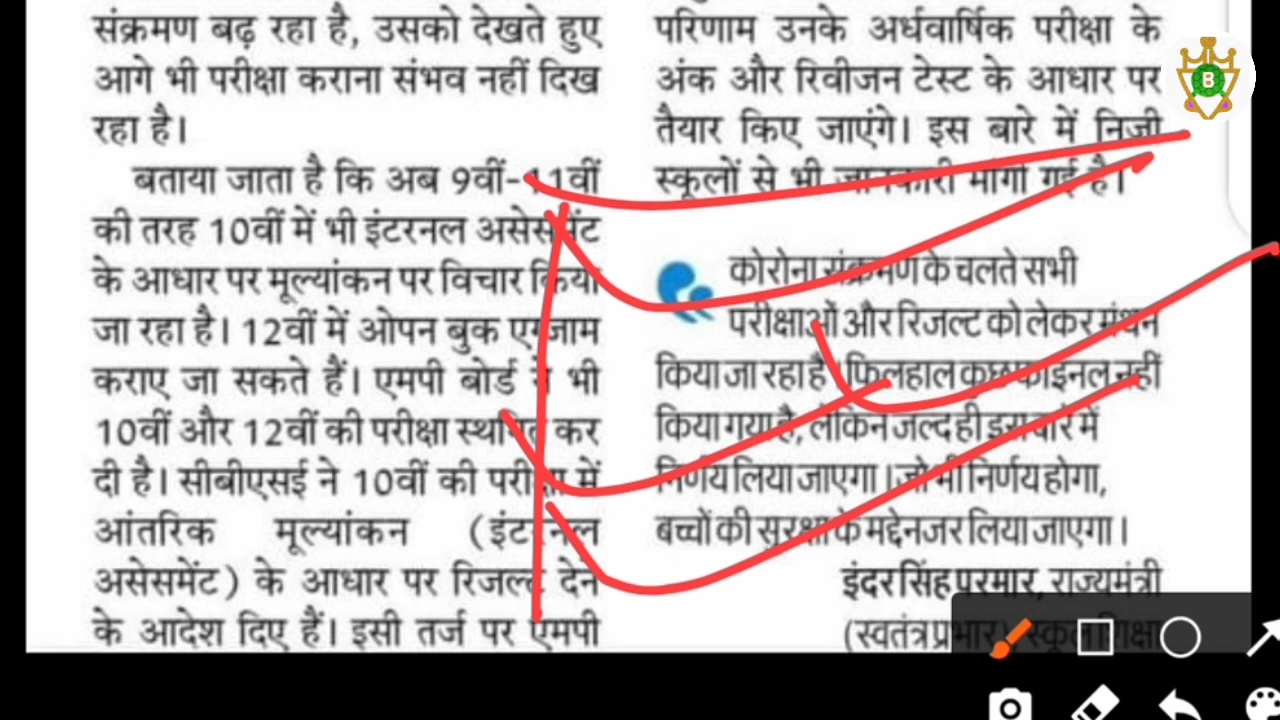 संक्रमण बढ़ रहा है, उसको देखते हुए
आगे भी परीक्षा कराना संभव नहीं दिख
रहा है।
बताया जाता है कि अब 9वीं-11वीं
की तरह 10वीं में भी इंटरनल असेसमेंट
के आधार पर मूल्यांकन पर विचार किया
जा रहा है। 12वीं में ओपन बुक एग्जाम
कराए जा सकते हैं। एमपी बोर्ड ने भी
10वीं और 12वीं की परीक्षा स्थगित कर
दी है। सीबीएसई ने 10वीं की परीक्षा में
आंतरिक मूल्यांकन (इंटरनल
असेसमेंट) के आधार पर रिजल्ट देने
के आदेश दिए हैं। इसी तर्ज पर एमपी
परिणाम उनके अर्धवार्षिक परीक्षा के
अंक और रिवीजन टेस्ट के आधार पर
तैयार किए जाएंगे। इस बारे में निजी
स्कूलों से भी जानकारी मांगी गई है।
कोरोना संक्रमण के चलते सभी
परीक्षाओं और रिजल्ट को लेकर मंथन
किया जा रहा है। फिलहाल कुछ फाइनल नहीं
किया गया है, लेकिन जल्द ही इस बारे में
निर्णय लिया जाएगा। जो भी निर्णय होगा,
बच्चों की सुरक्षा के मद्देनजर लिया जाएगा।
इंदर सिंह परमार, राज्यमंत्री
(स्वतंत्र प्रभार), स्कूल शिक्षा
B